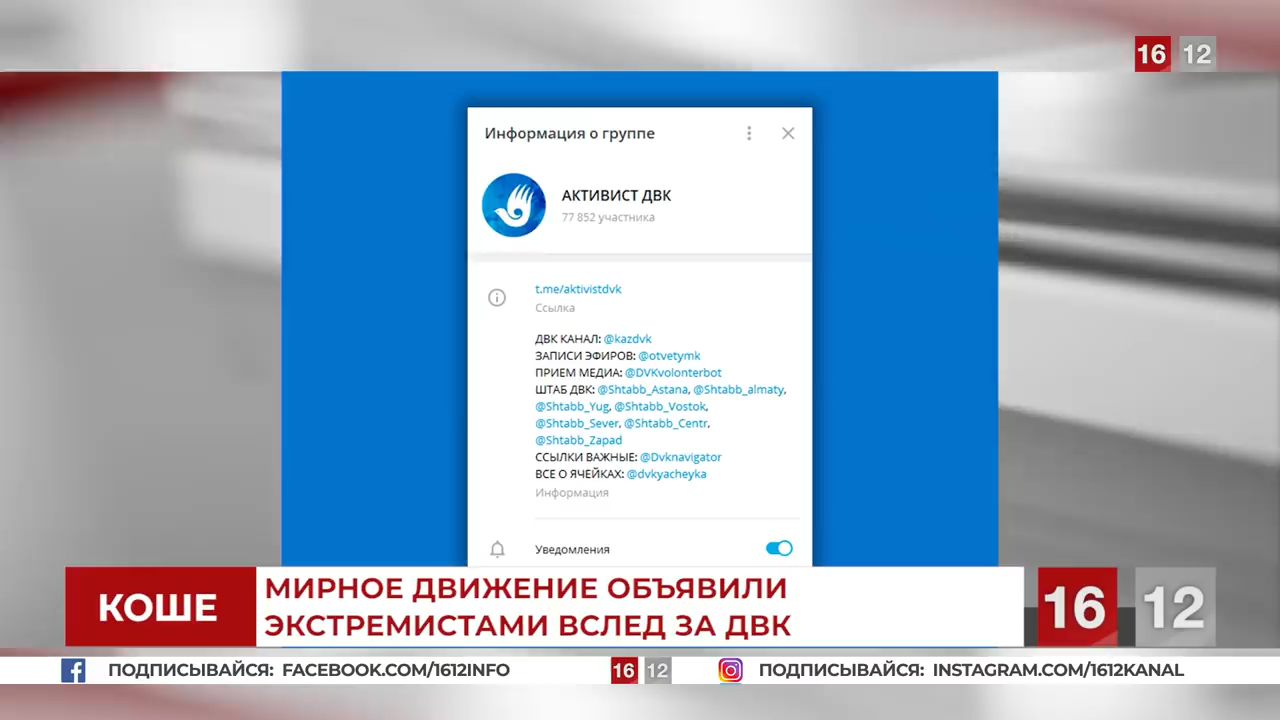 16 12
Информация о группе
АКТИВИСТ ДВК
77 852 участника
t.me/aktivistdvk
Ссылка
ДВК КАНАЛ: @kazdvk
ЗАПИСИ ЭФИРОВ: @otvetymk
ПРИЕМ МЕДИА: @DVKvolonterbot
ШТАБ ДВК: @Shtabb_Astana, @Shtabb_almaty,
@Shtabb_Yug, @Shtabb_Vostok,
@Shtabb_Sever, @Shtabb_Centr,
@Shtabb_Zapad
ССЫЛКИ ВАЖНЫЕ: @Dvknavigator
ВСЕ О ЯЧЕЙКАХ: @dvkyacheyka
Информация
Уведомления
КОШЕ
МИРНОЕ ДВИЖЕНИЕ ОБЪЯВИЛИ
ЭКСТРЕМИСТАМИ ВСЛЕД ЗА ДВК
16 12
ПОДПИСЫВАЙСЯ: FACEBOOK.COM/1612INFO
16 12
ПОДПИСЫВАЙСЯ: INSTAGRAM.COM/1612KANAL